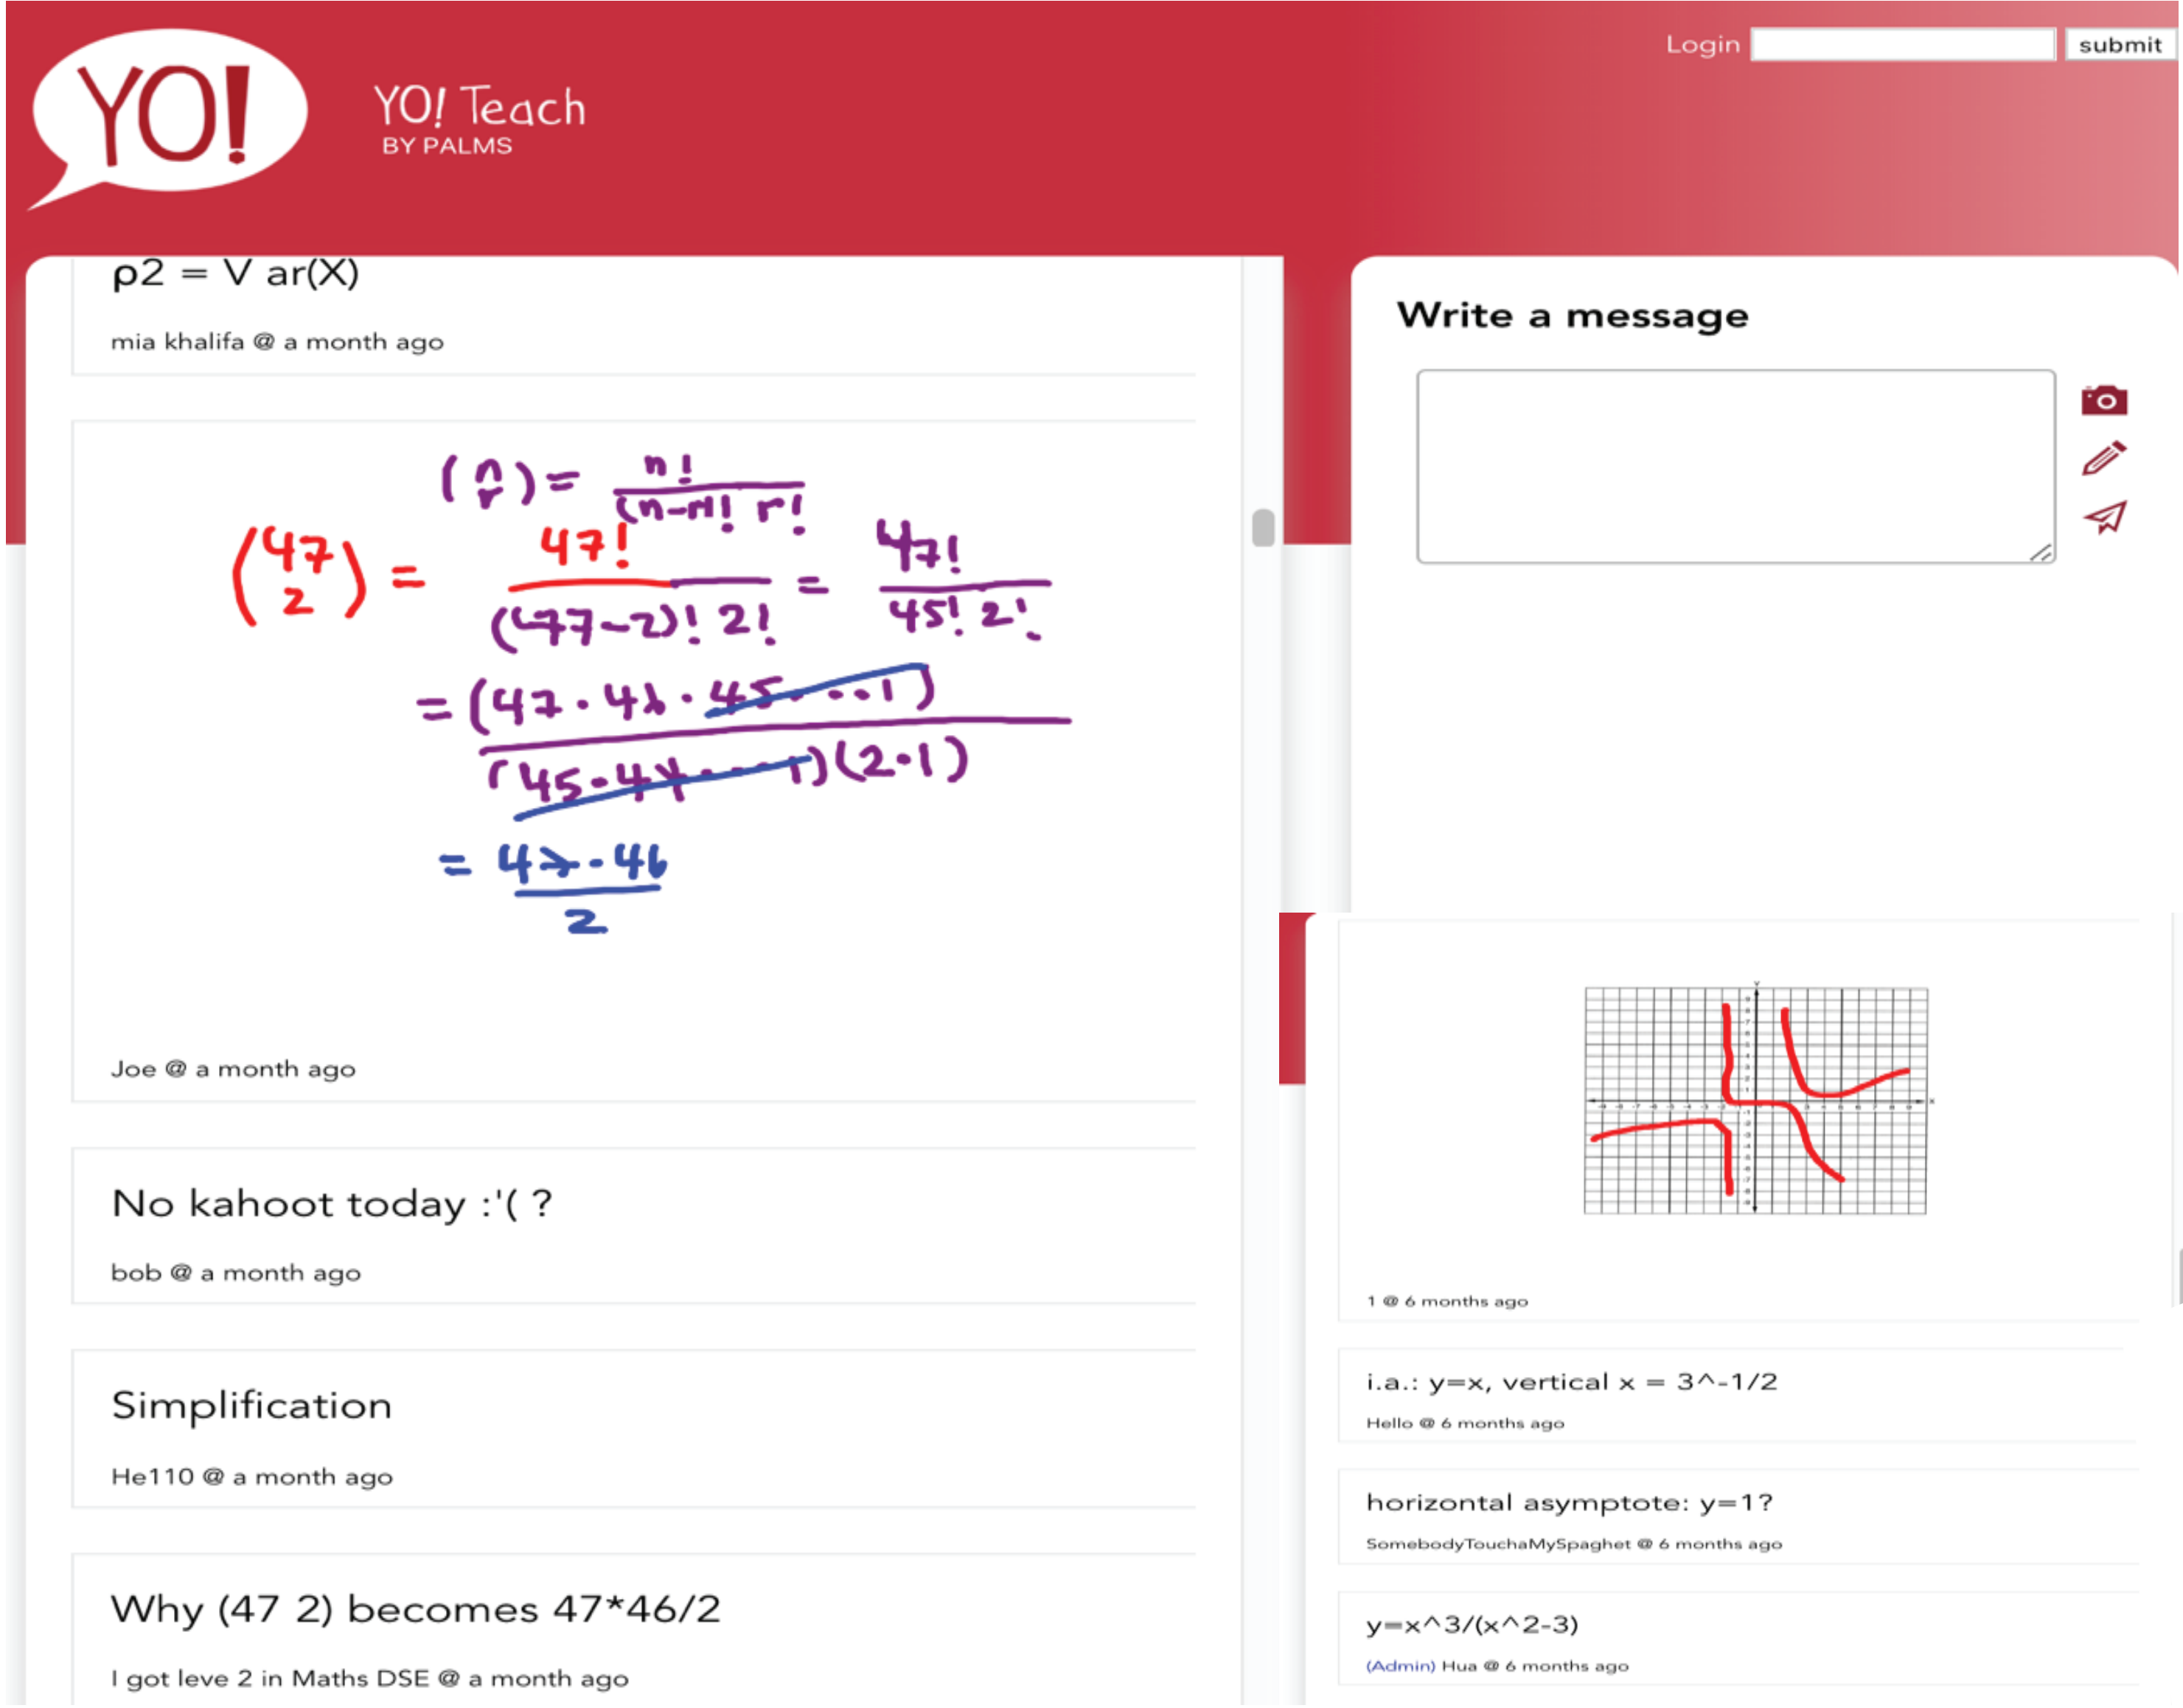 YO!
YO! Teach
BY PALMS
Login
submit
ρ2 = V ar(X)
mia khalifa @ a month ago
(n r) = n! / (n-r! r!
(47 2) = 47! / (477-2)! 2! = 47! / 45! 2!
= (47 · 46 · 45 · ··1) / (45·44···1)(2·1)
= 47·46 / 2
Joe @ a month ago
No kahoot today :'( ?
bob @ a month ago
Simplification
He110 @ a month ago
Why (47 2) becomes 47*46/2
I got leve 2 in Maths DSE @ a month ago
Write a message
1 @ 6 months ago
i.a.: y=x, vertical x = 3^-1/2
Hello @ 6 months ago
horizontal asymptote: y=1?
SomebodyTouchaMySpaghet @ 6 months ago
y=x^3/(x^2-3)
(Admin) Hua @ 6 months ago